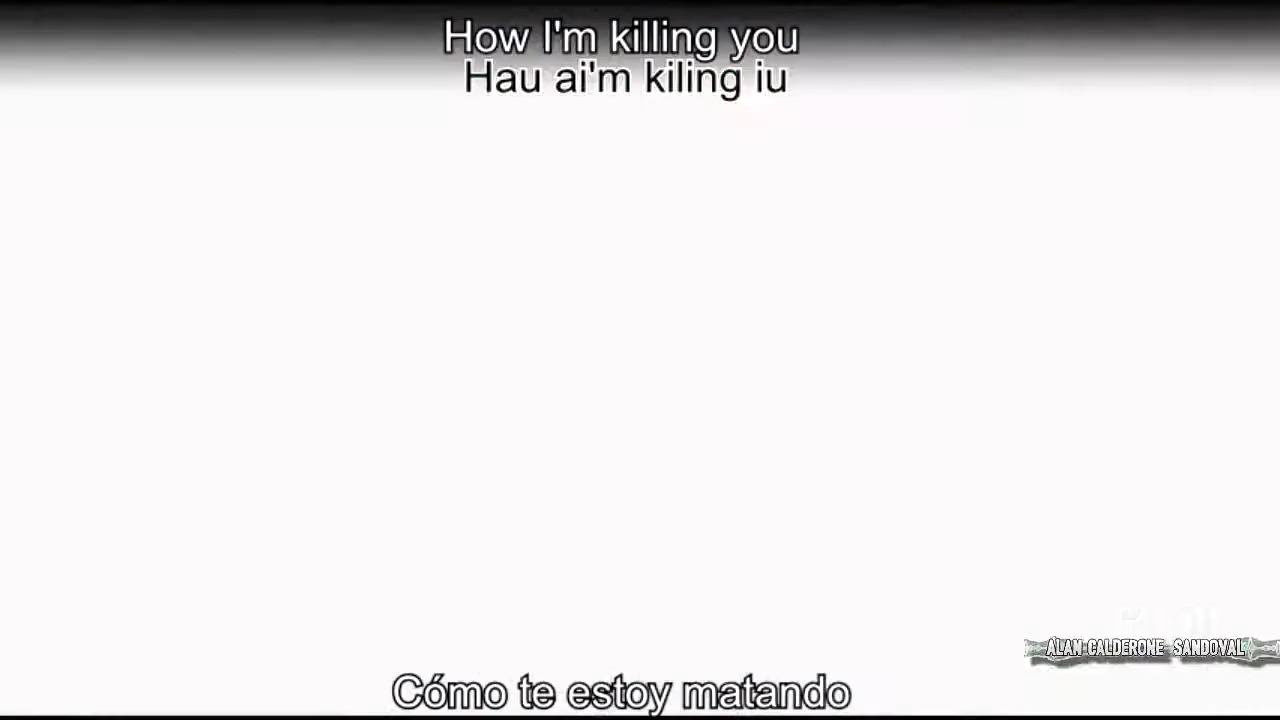 How I'm killing you
Hau ai'm kiling iu
ALAN CALDERONE SANDOVAL
Cómo te estoy matando